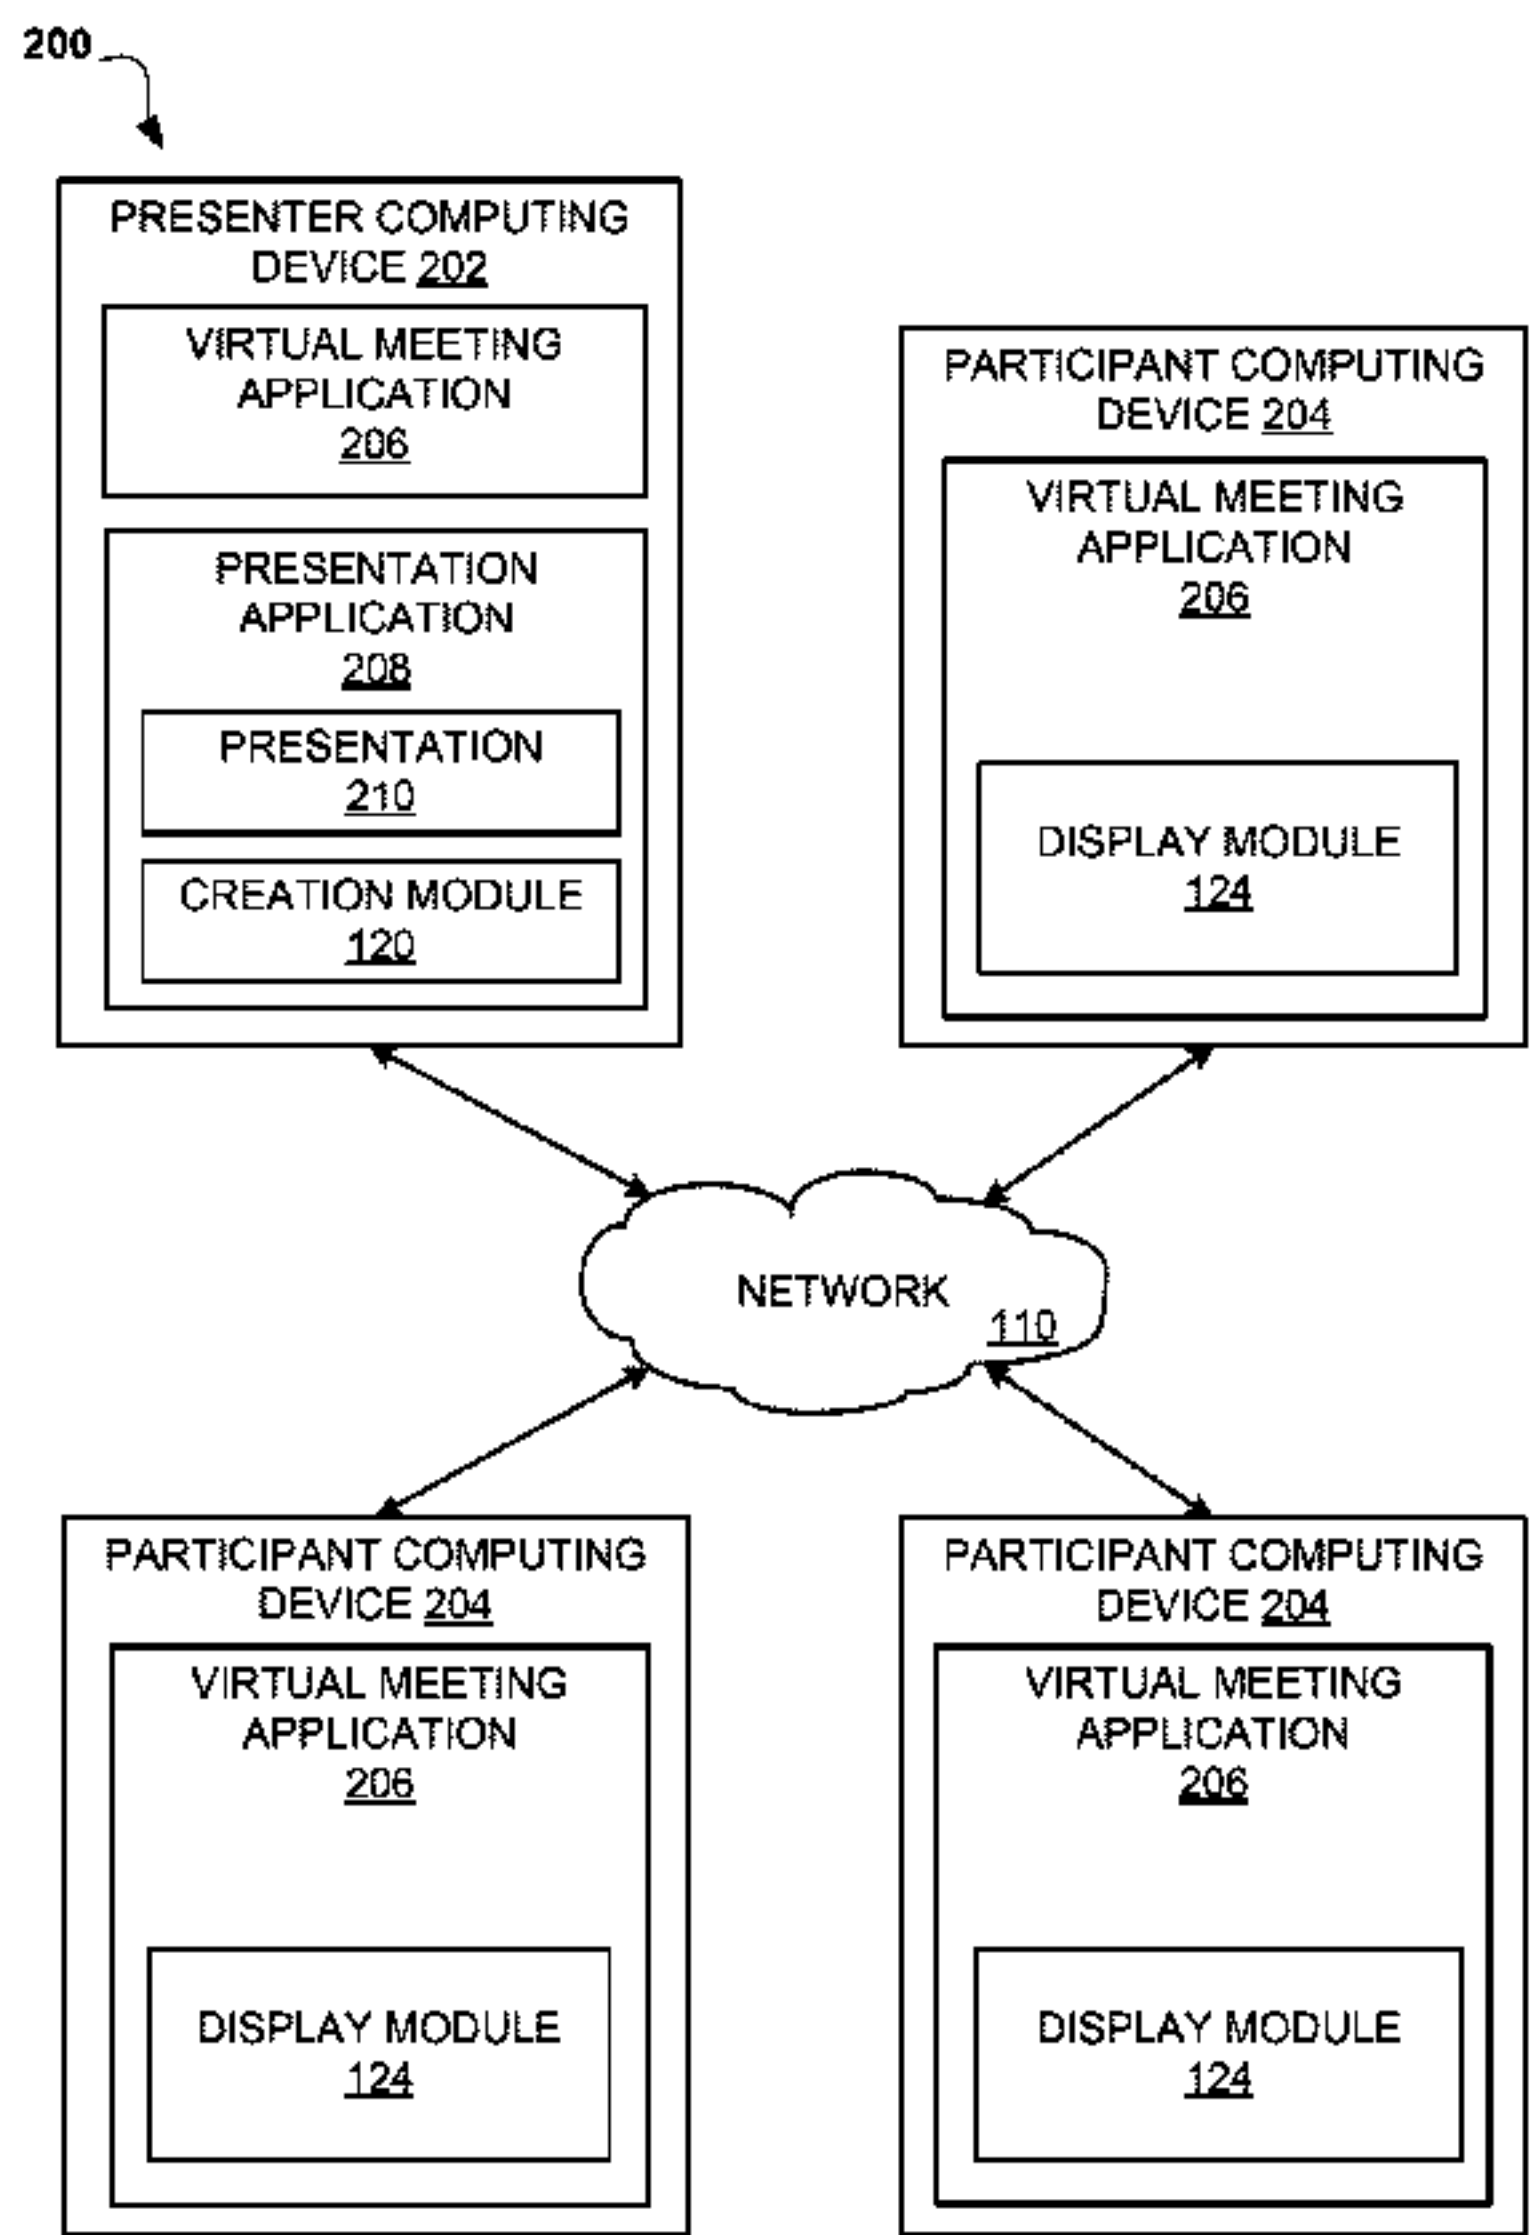 200
PRESENTER COMPUTING
DEVICE 202
VIRTUAL MEETING
APPLICATION
206
PRESENTATION
APPLICATION
208
PRESENTATION
210
CREATION MODULE
120
PARTICIPANT COMPUTING
DEVICE 204
VIRTUAL MEETING
APPLICATION
206
DISPLAY MODULE
124
NETWORK
110
PARTICIPANT COMPUTING
DEVICE 204
VIRTUAL MEETING
APPLICATION
206
DISPLAY MODULE
124
PARTICIPANT COMPUTING
DEVICE 204
VIRTUAL MEETING
APPLICATION
206
DISPLAY MODULE
124